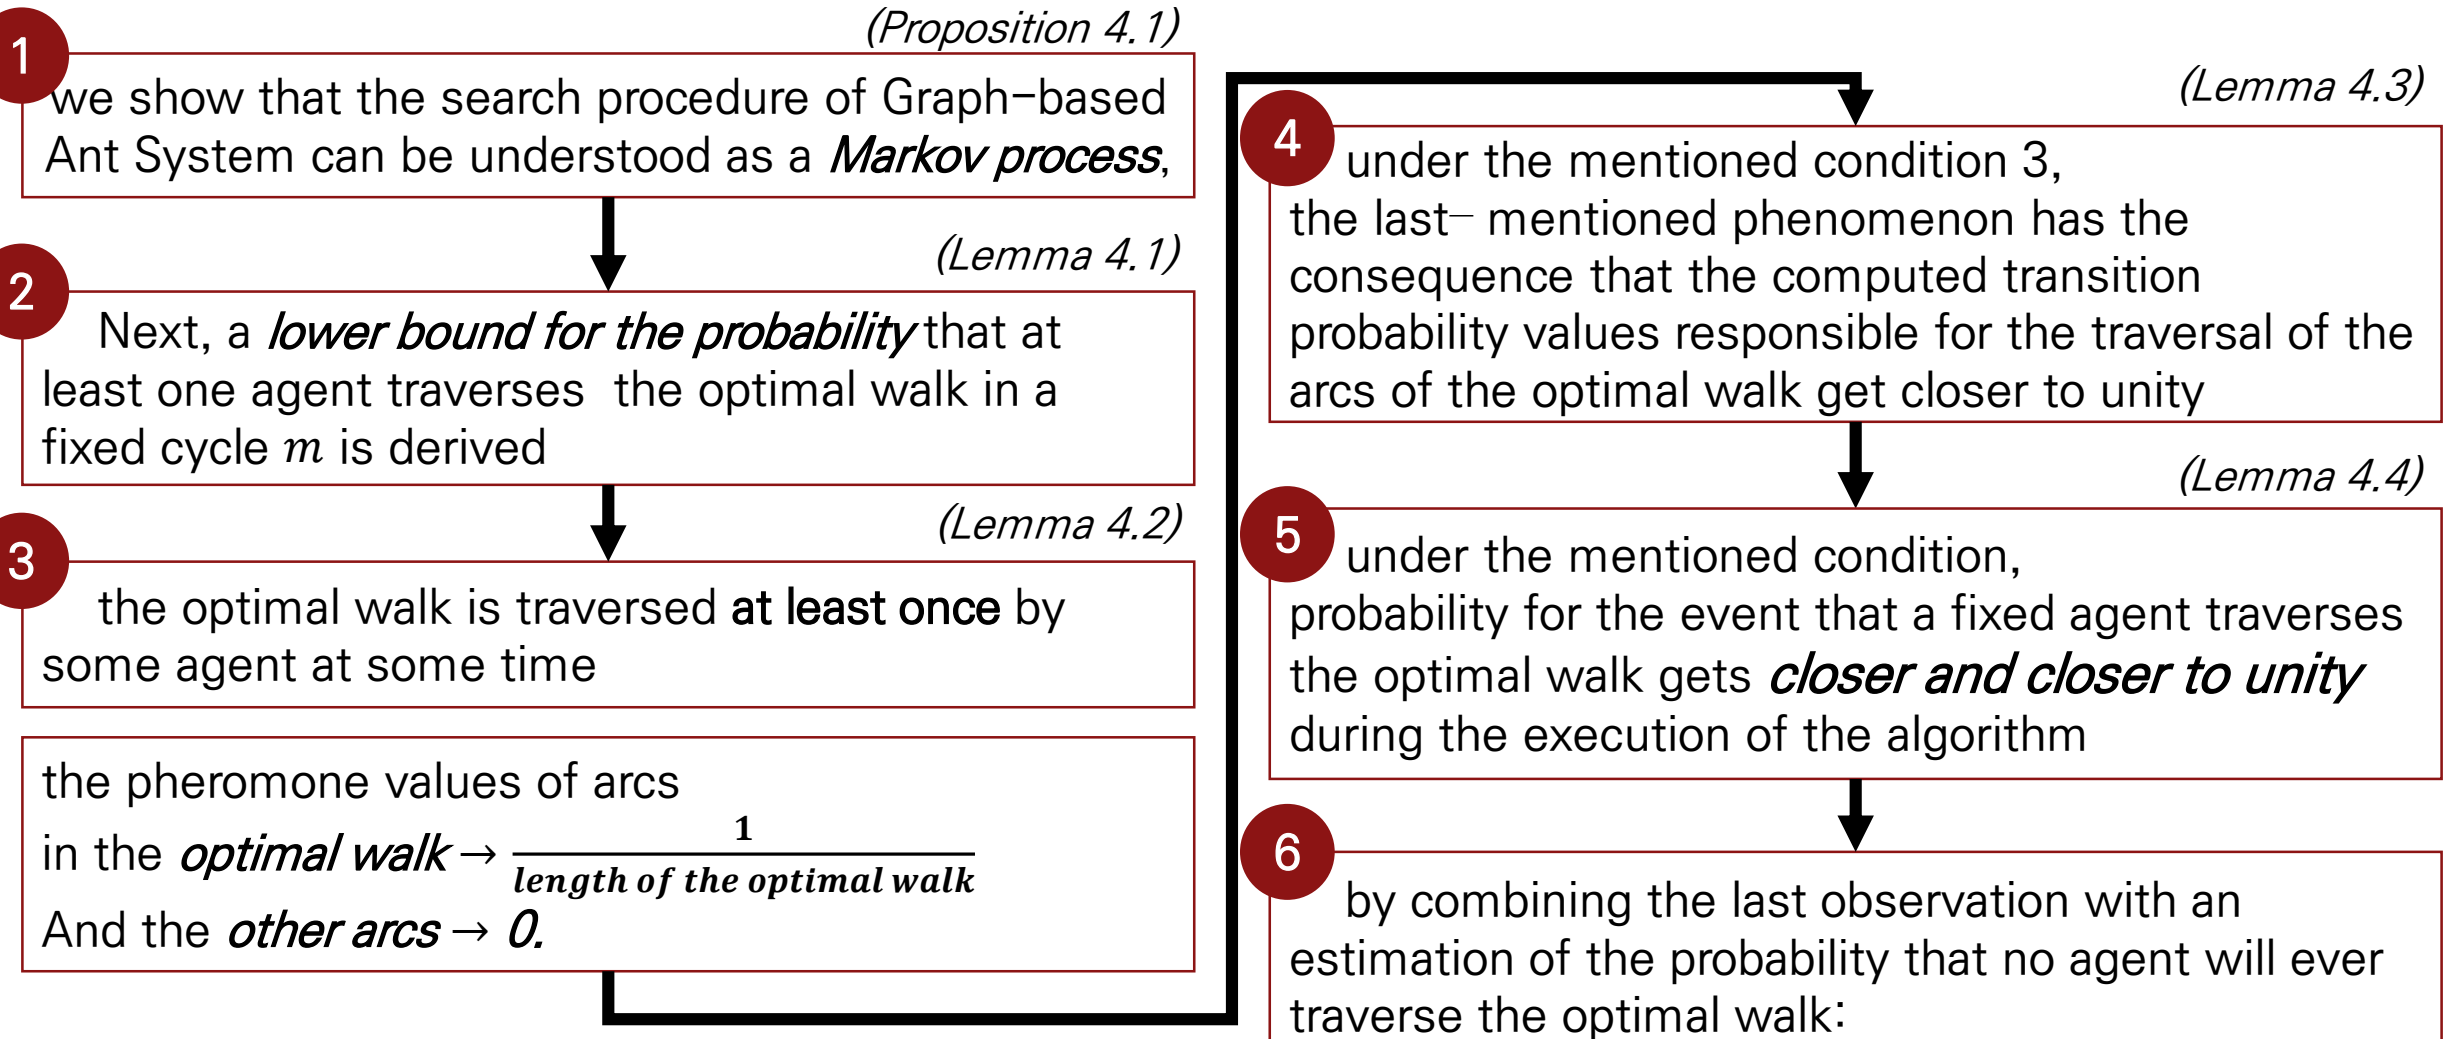 (Proposition 4.1)
1
we show that the search procedure of Graph-based
Ant System can be understood as a Markov process,
(Lemma 4.1)
2
Next, a lower bound for the probability that at
least one agent traverses the optimal walk in a
fixed cycle m is derived
(Lemma 4.2)
3
the optimal walk is traversed at least once by
some agent at some time
the pheromone values of arcs
in the optimal walk → 1 / length of the optimal walk
And the other arcs → 0.
(Lemma 4.3)
4
under the mentioned condition 3,
the last– mentioned phenomenon has the
consequence that the computed transition
probability values responsible for the traversal of the
arcs of the optimal walk get closer to unity
(Lemma 4.4)
5
under the mentioned condition,
probability for the event that a fixed agent traverses
the optimal walk gets closer and closer to unity
during the execution of the algorithm
6
by combining the last observation with an
estimation of the probability that no agent will ever
traverse the optimal walk: